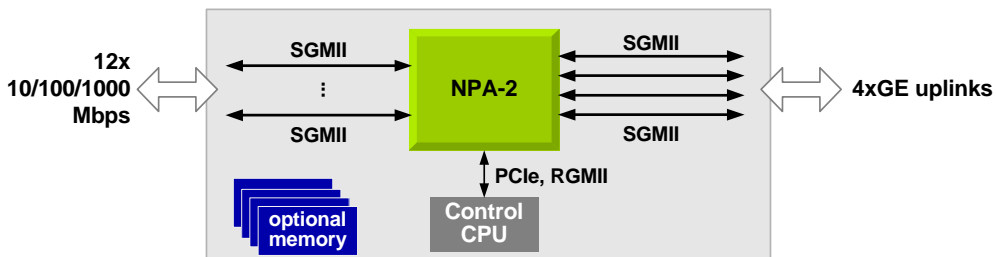 12x
10/100/1000
Mbps
SGMII
...
SGMII
NPA-2
SGMII
SGMII
4xGE uplinks
PCIe, RGMII
Control
CPU
optional
memory